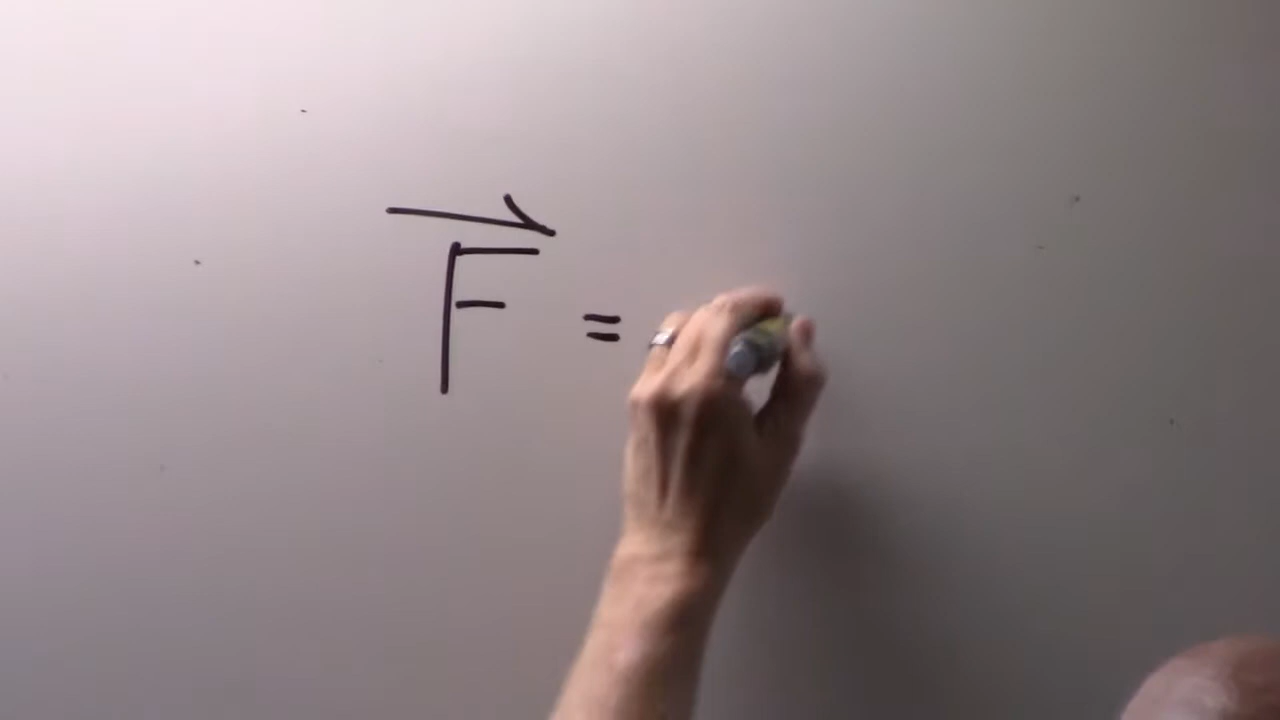 F⃗ =